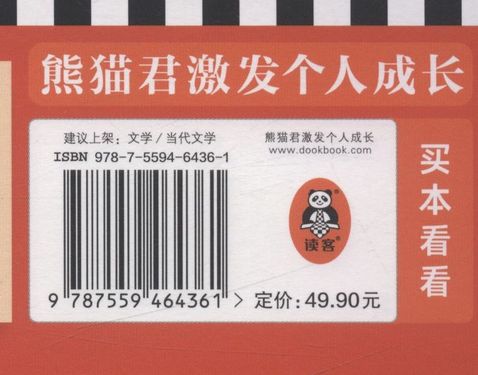 熊猫君激发个人成长
建议上架：文学/当代文学
ISBN 978-7-5594-6436-1
9 787559 464361 >
熊猫君激发个人成长
www.dookbook.com
读客®
定价：49.90元
买本看看